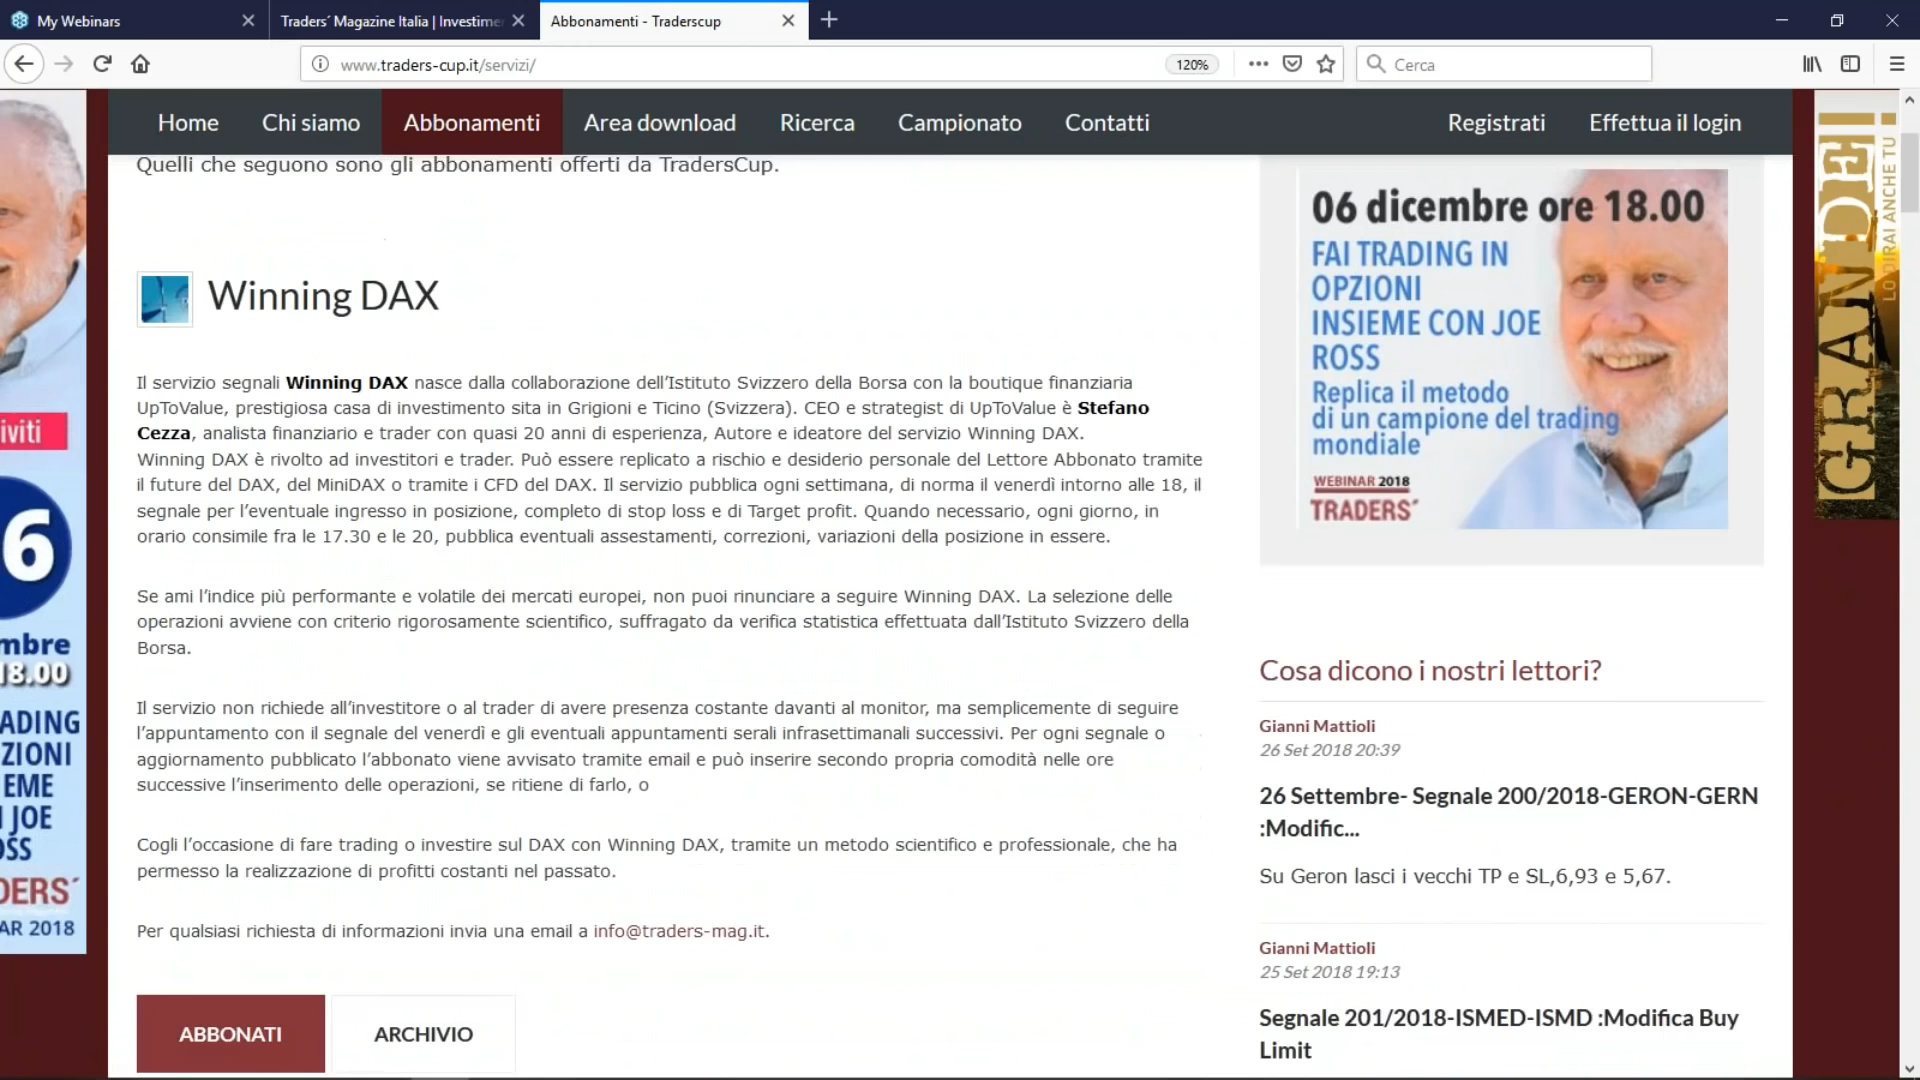 My Webinars
Traders´ Magazine Italia | Investime
Abbonamenti - Traderscup
www.traders-cup.it/servizi/
120%
Cerca
Home
Chi siamo
Abbonamenti
Area download
Ricerca
Campionato
Contatti
Registrati
Effettua il login
Quelli che seguono sono gli abbonamenti offerti da TradersCup.
Winning DAX
Il servizio segnali Winning DAX nasce dalla collaborazione dell'Istituto Svizzero della Borsa con la boutique finanziaria
UpToValue, prestigiosa casa di investimento sita in Grigioni e Ticino (Svizzera). CEO e strategist di UpToValue è Stefano
Cezza, analista finanziario e trader con quasi 20 anni di esperienza, Autore e ideatore del servizio Winning DAX.
Winning DAX è rivolto ad investitori e trader. Può essere replicato a rischio e desiderio personale del Lettore Abbonato tramite
il future del DAX, del MiniDAX o tramite i CFD del DAX. Il servizio pubblica ogni settimana, di norma il venerdì intorno alle 18, il
segnale per l'eventuale ingresso in posizione, completo di stop loss e di Target profit. Quando necessario, ogni giorno, in
orario consimile fra le 17.30 e le 20, pubblica eventuali assestamenti, correzioni, variazioni della posizione in essere.
Se ami l'indice più performante e volatile dei mercati europei, non puoi rinunciare a seguire Winning DAX. La selezione delle
operazioni avviene con criterio rigorosamente scientifico, suffragato da verifica statistica effettuata dall'Istituto Svizzero della
Borsa.
Il servizio non richiede all'investitore o al trader di avere presenza costante davanti al monitor, ma semplicemente di seguire
l'appuntamento con il segnale del venerdì e gli eventuali appuntamenti serali infrasettimanali successivi. Per ogni segnale o
aggiornamento pubblicato l'abbonato viene avvisato tramite email e può inserire secondo propria comodità nelle ore
successive l'inserimento delle operazioni, se ritiene di farlo, o
Cogli l'occasione di fare trading o investire sul DAX con Winning DAX, tramite un metodo scientifico e professionale, che ha
permesso la realizzazione di profitti costanti nel passato.
Per qualsiasi richiesta di informazioni invia una email a info@traders-mag.it.
ABBONATI
ARCHIVIO
06 dicembre ore 18.00
FAI TRADING IN
OPZIONI
INSIEME CON JOE
ROSS
Replica il metodo
di un campione del trading
mondiale
WEBINAR 2018
TRADERS´
Cosa dicono i nostri lettori?
Gianni Mattioli
26 Set 2018 20:39
26 Settembre- Segnale 200/2018-GERON-GERN
:Modific...
Su Geron lasci i vecchi TP e SL,6,93 e 5,67.
Gianni Mattioli
25 Set 2018 19:13
Segnale 201/2018-ISMED-ISMD :Modifica Buy
Limit
iviti
6
mbre
18.00
ADING
ZIONI
EME
JOE
OSS
DERS´
AR 2018
GRANDE!
LO DIRAI ANCHE TU